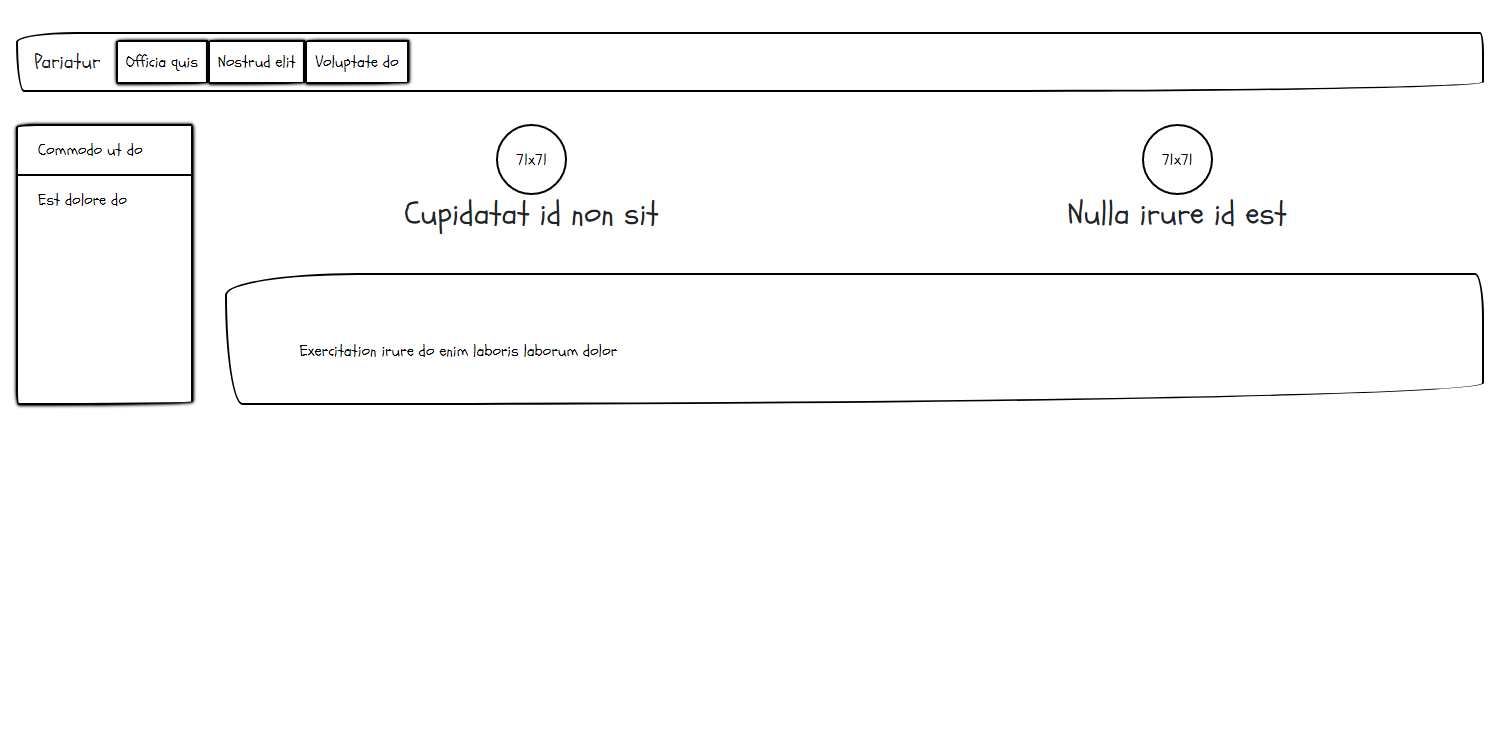 Pariatur
Officia quis
Nostrud elit
Voluptate do
Commodo ut do
Est dolore do
71x71
Cupidatat id non sit
71x71
Nulla irure id est
Exercitation irure do enim laboris laborum dolor